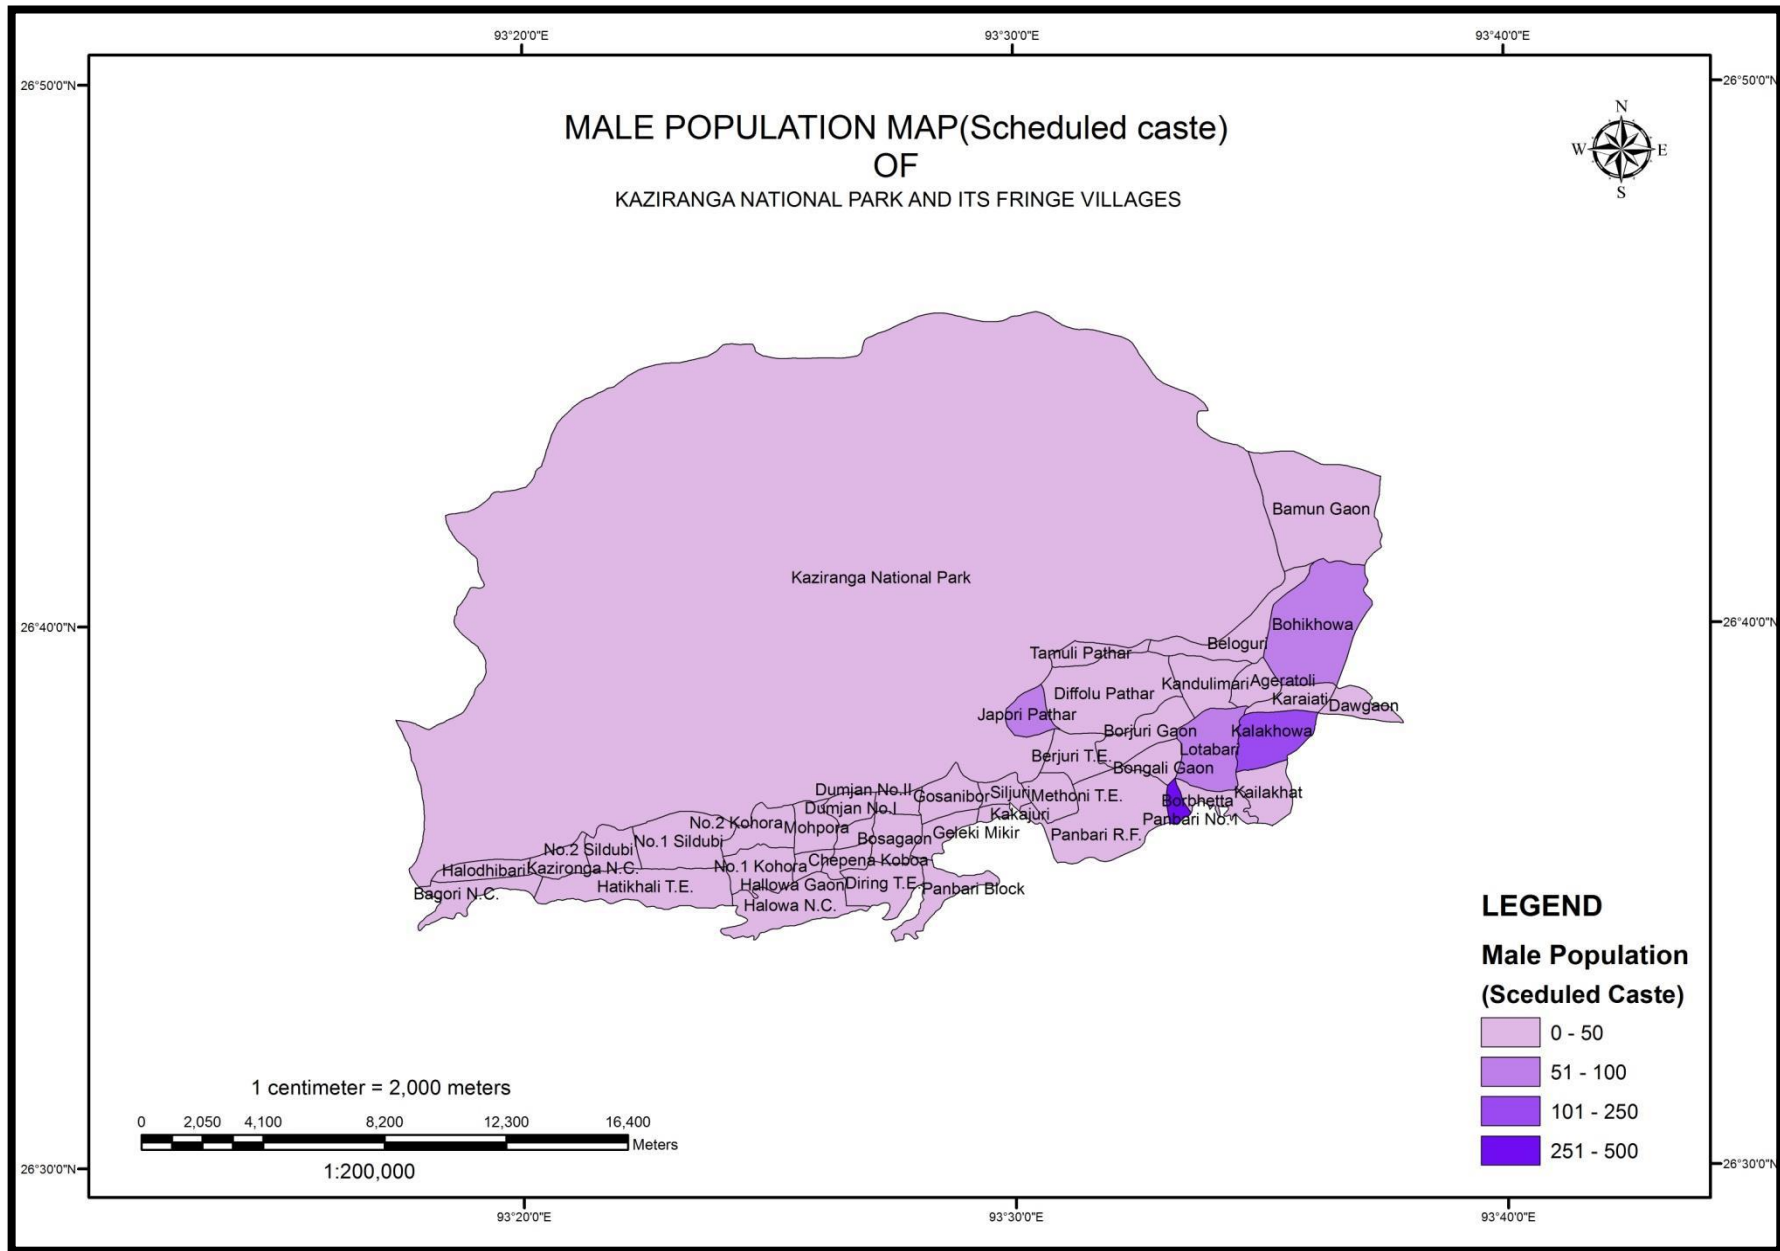 93°20'0"E
93°30'0"E
93°40'0"E
26°50'0"N
26°50'0"N
MALE POPULATION MAP(Scheduled caste)
OF
KAZIRANGA NATIONAL PARK AND ITS FRINGE VILLAGES
N
W
E
S
Bamun Gaon
Kaziranga National Park
26°40'0"N
26°40'0"N
Bohikhowa
Beloguri
Tamuli Pathar
Ageratoli
Kandulimari
Diffolu Pathar
Karaiati
Dawgaon
Japori Pathar
Borjuri Gaon
Kalakhowa
Lotabari
Berjuri T.E.
Bongali Gaon
Dumjan No.II
Gosanibor
Siljuri
Methoni T.E.
Borbhetta
Kailakhat
Dumjan No.I
Kakajuri
Panbari No.1
No.2 Kohora
Mohpora
Geleki Mikir
Panbari R.F.
No.1 Sildubi
Bosagaon
No.2 Sildubi
Chepena Koboa
Halodhibari
Kazironga N.C.
No.1 Kohora
Hatikhali T.E.
Hallowa Gaon
Diring T.E.
Panbari Block
Bagori N.C.
Halowa N.C.
LEGEND
Male Population
(Sceduled Caste)
0 - 50
51 - 100
101 - 250
251 - 500
1 centimeter = 2,000 meters
0 2,050 4,100 8,200 12,300 16,400
Meters
1:200,000
26°30'0"N
26°30'0"N
93°20'0"E
93°30'0"E
93°40'0"E